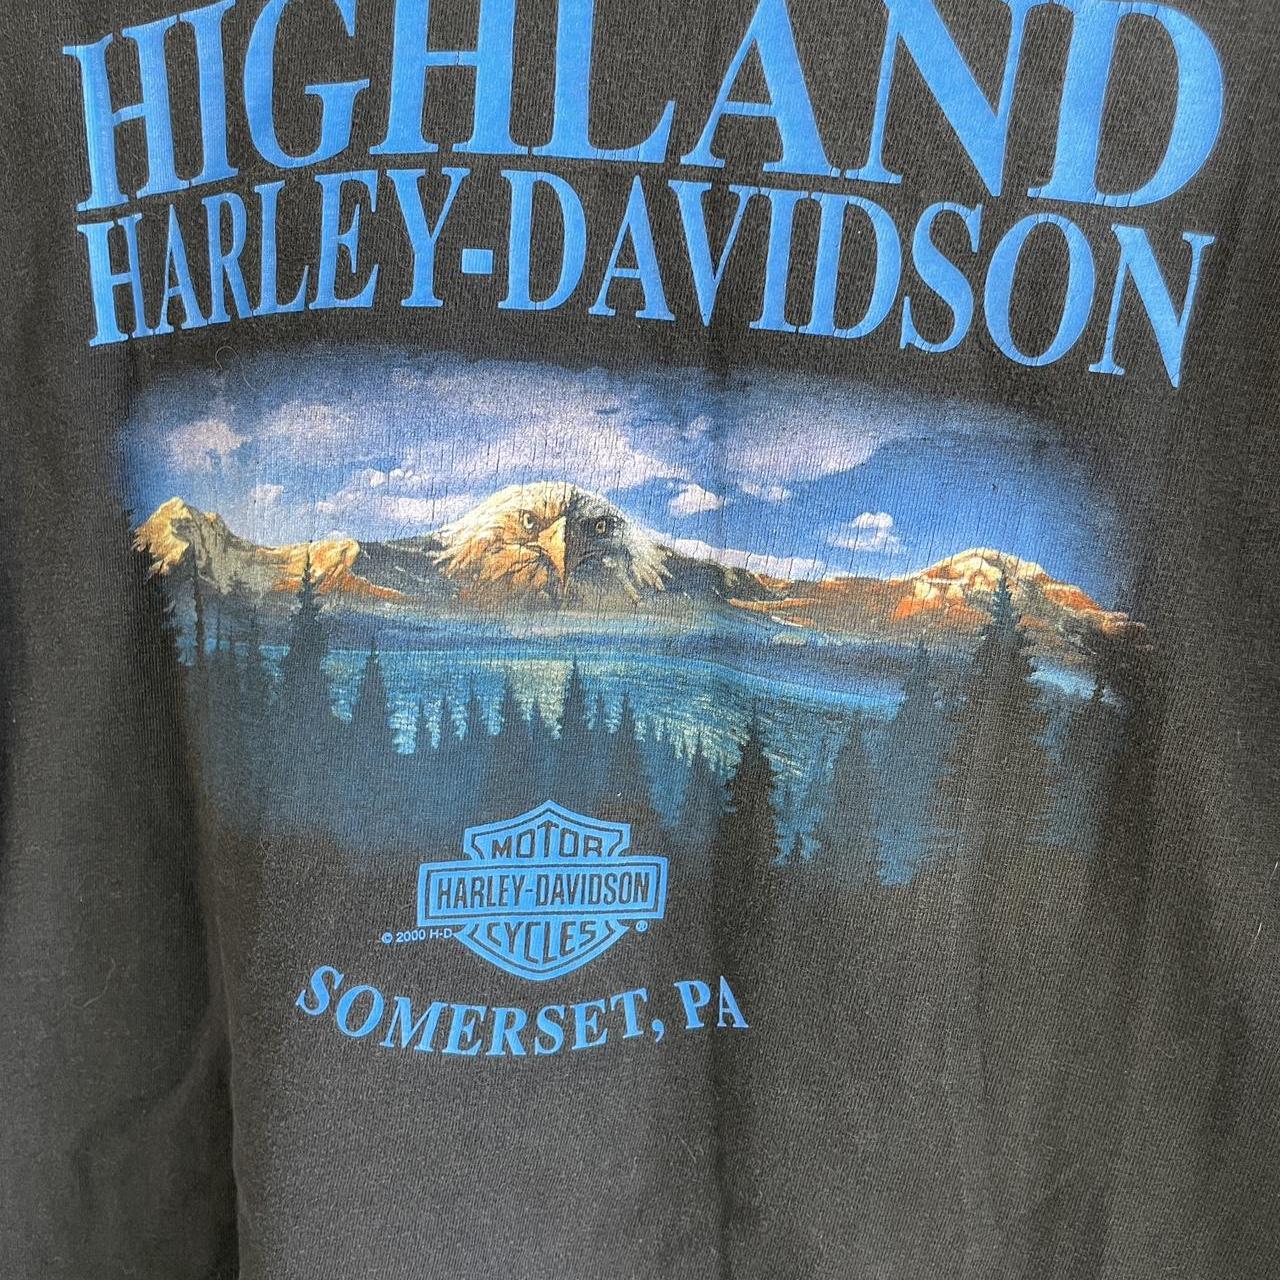 HIGHLAND
HARLEY-DAVIDSON
MOTOR
HARLEY-DAVIDSON
CYCLES
© 2000 H-D
®
SOMERSET, PA